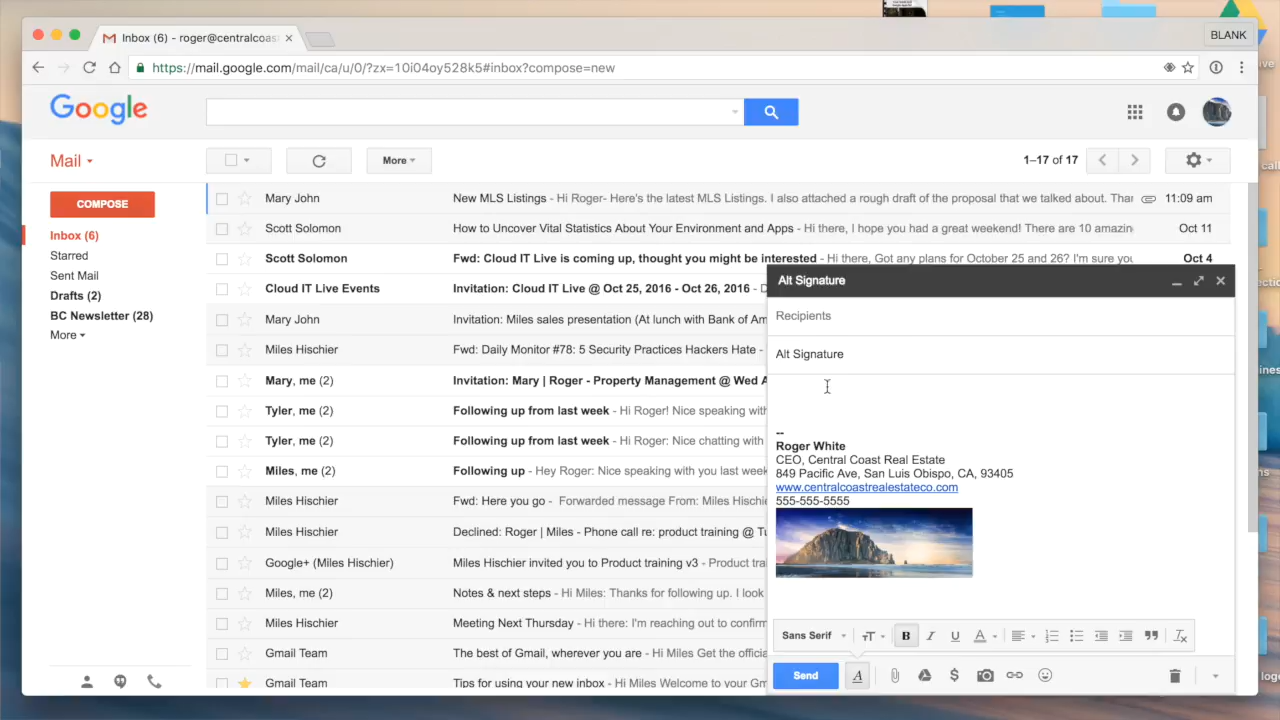 Inbox (6) - roger@centralcoas
BLANK
https://mail.google.com/mail/ca/u/0/?zx=10i04oy528k5#inbox?compose=new
Google
Mail
More
1–17 of 17
COMPOSE
Inbox (6)
Starred
Sent Mail
Drafts (2)
BC Newsletter (28)
More
Mary John New MLS Listings - Hi Roger- Here's the latest MLS Listings. I also attached a rough draft of the proposal that we talked about. Than 11:09 am
Scott Solomon How to Uncover Vital Statistics About Your Environment and Apps - Hi there, I hope you had a great weekend! There are 10 amazin Oct 11
Scott Solomon Fwd: Cloud IT Live is coming up, thought you might be interested - Hi there, Got any plans for October 25 and 26? I'm sure you Oct 4
Cloud IT Live Events Invitation: Cloud IT Live @ Oct 25, 2016 - Oct 26, 2016 - D
Mary John Invitation: Miles sales presentation (At lunch with Bank of Am
Miles Hischier Fwd: Daily Monitor #78: 5 Security Practices Hackers Hate -
Mary, me (2) Invitation: Mary | Roger - Property Management @ Wed A
Tyler, me (2) Following up from last week - Hi Roger! Nice speaking with
Tyler, me (2) Following up from last week - Hi Roger: Nice chatting with
Miles, me (2) Following up - Hey Roger: Nice speaking with you last week
Miles Hischier Fwd: Here you go - Forwarded message From: Miles Hischie
Miles Hischier Declined: Roger | Miles - Phone call re: product training @ Tu
Google+ (Miles Hischier) Miles Hischier invited you to Product training v3 - Product tra
Miles, me (2) Notes & next steps - Hi Miles: Thanks for following up. I look
Miles Hischier Meeting Next Thursday - Hi there: I'm reaching out to confirm
Gmail Team The best of Gmail, wherever you are - Hi Miles Get the officia
Gmail Team Tips for using your new inbox - Hi Miles Welcome to your Gm
Alt Signature
Recipients
Alt Signature
--
Roger White
CEO, Central Coast Real Estate
849 Pacific Ave, San Luis Obispo, CA, 93405
www.centralcoastrealestateco.com
555-555-5555
Sans Serif
B I U A
Send A